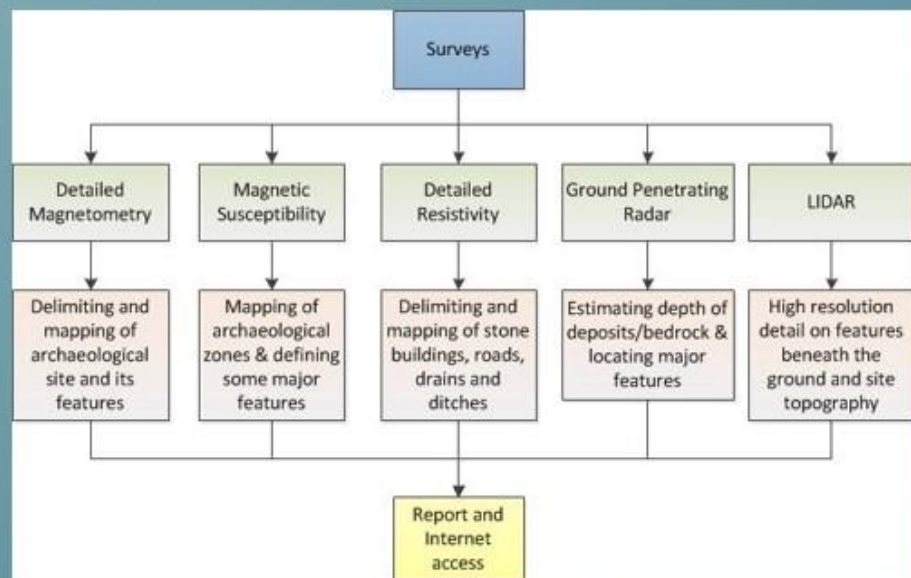 Surveys
Detailed
Magnetometry
Magnetic
Susceptibility
Detailed
Resistivity
Ground Penetrating
Radar
LIDAR
Delimiting and
mapping of
archaeological
site and its
features
Mapping of
archaeological
zones & defining
some major
features
Delimiting and
mapping of stone
buildings, roads,
drains and
ditches
Estimating depth of
deposits/bedrock &
locating major
features
High resolution
detail on features
beneath the
ground and site
topography
Report and
Internet
access